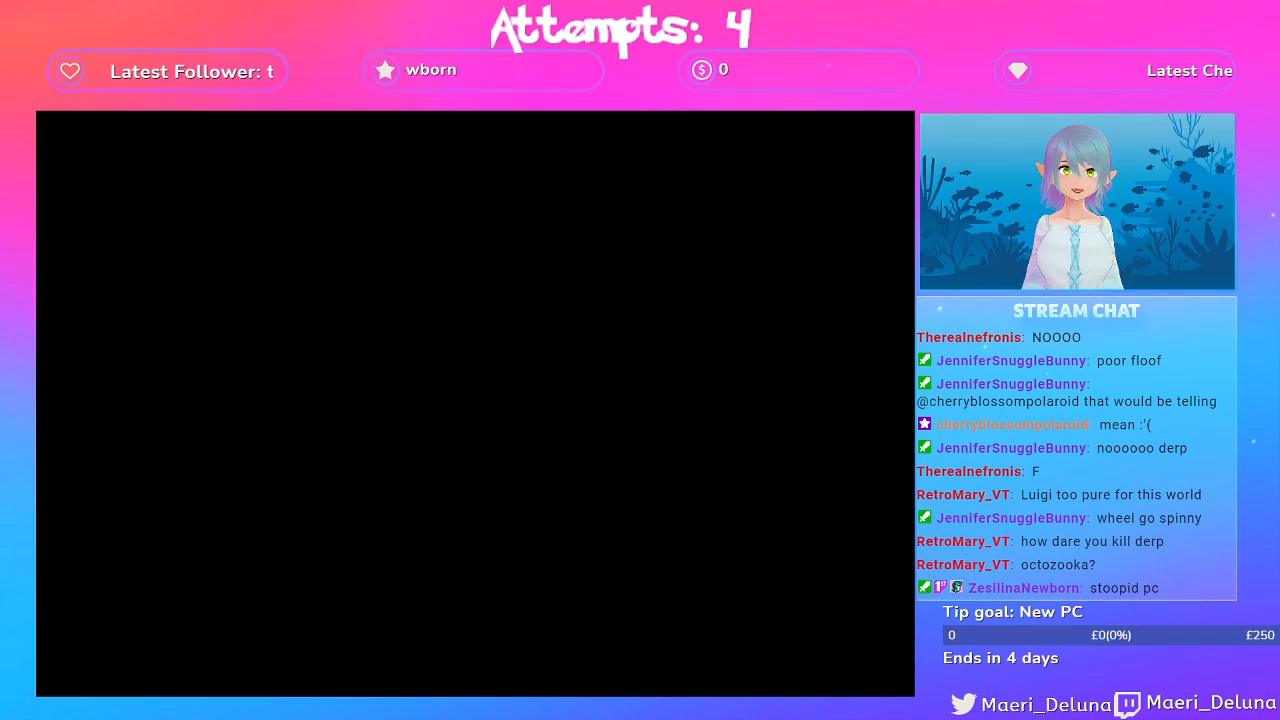 Attempts: 4
Latest Follower: t
wborn
0
Latest Che
STREAM CHAT
Therealnefronis: NOOOO
JenniferSnuggleBunny: poor floof
JenniferSnuggleBunny:
@cherryblossompolaroid that would be telling
cherryblossompolaroid: mean :'(
JenniferSnuggleBunny: noooooo derp
Therealnefronis: F
RetroMary_VT: Luigi too pure for this world
JenniferSnuggleBunny: wheel go spinny
RetroMary_VT: how dare you kill derp
RetroMary_VT: octozooka?
ZesilinaNewborn: stoopid pc
Tip goal: New PC
0 £0(0%) £250
Ends in 4 days
Maeri_Deluna Maeri_Deluna